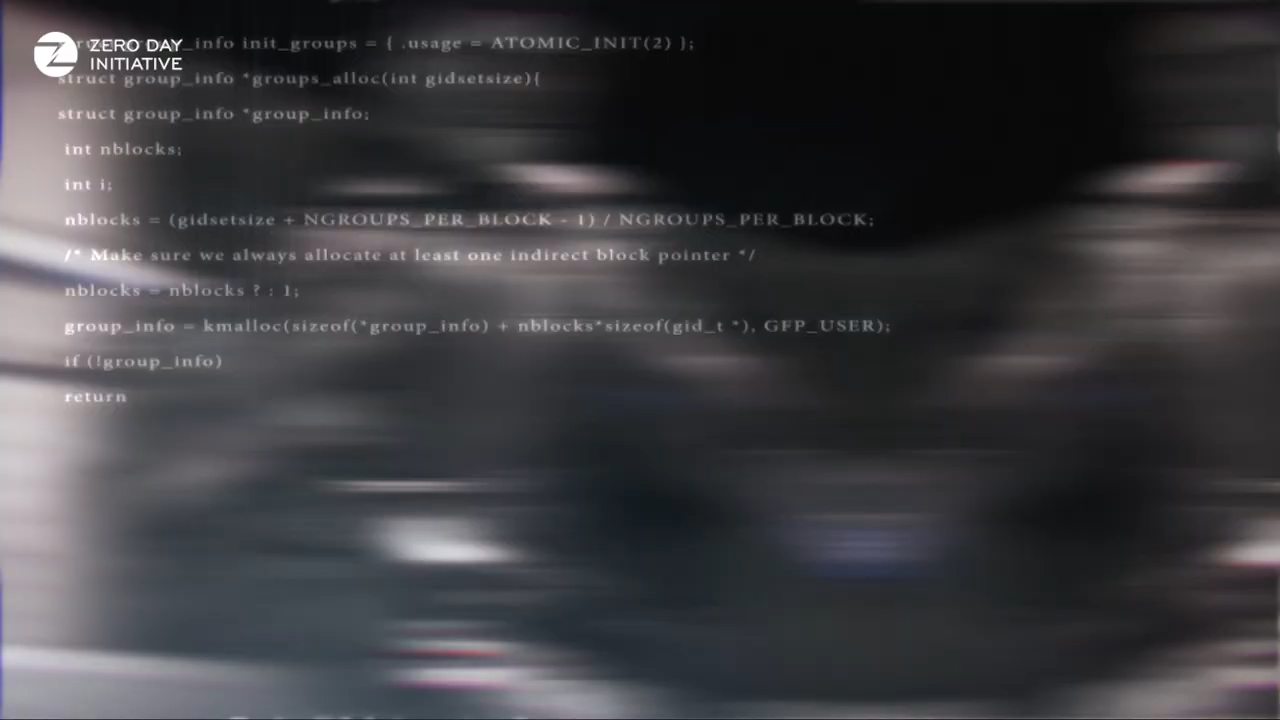 ZERO DAY
INITIATIVE
info init_groups = { .usage = ATOMIC_INIT(2) };
struct group_info *groups_alloc(int gidsetsize){
struct group_info *group_info;
int nblocks;
int i;
nblocks = (gidsetsize + NGROUPS_PER_BLOCK - 1) / NGROUPS_PER_BLOCK;
/* Make sure we always allocate at least one indirect block pointer */
nblocks = nblocks ? : 1;
group_info = kmalloc(sizeof(*group_info) + nblocks*sizeof(gid_t *), GFP_USER);
if (!group_info)
return